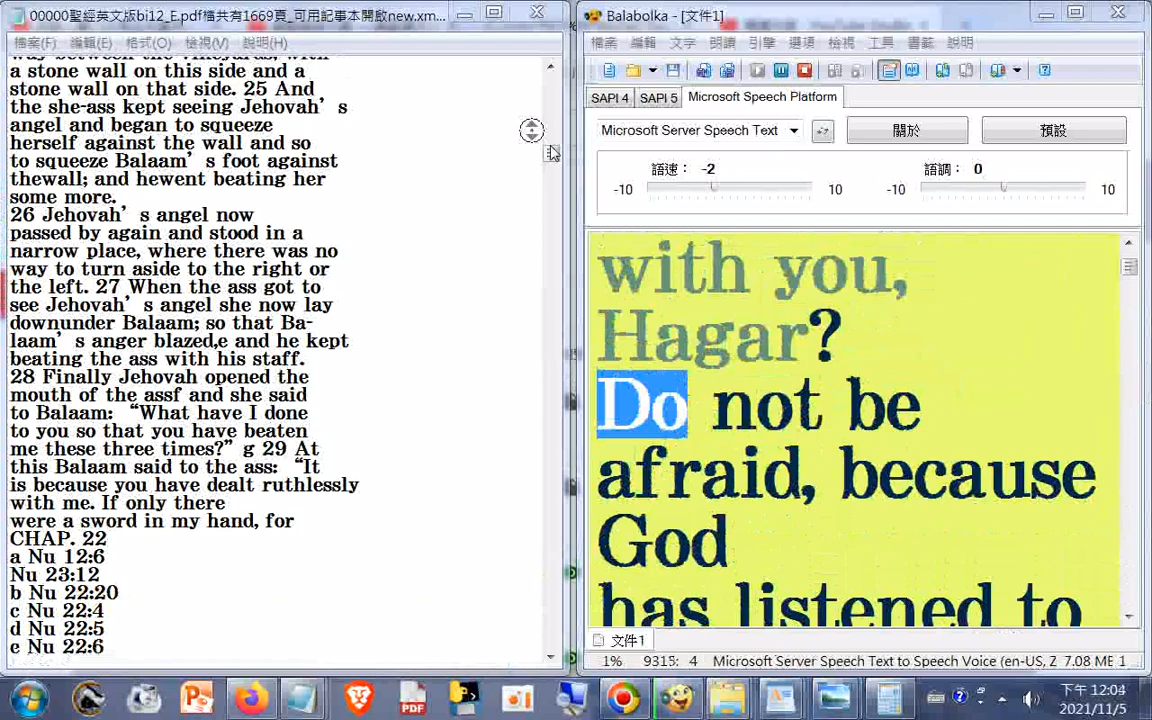 00000聖經英文版bi12_E.pdf檔共有1669頁_可用記事本開啟new.xm...
檔案(F) 編輯(E) 格式(O) 檢視(V) 說明(H)
was between the vineyards, with
a stone wall on this side and a
stone wall on that side. 25 And
the she-ass kept seeing Jehovah’s
angel and began to squeeze
herself against the wall and so
to squeeze Balaam’s foot against
thewall; and hewent beating her
some more.
26 Jehovah’s angel now
passed by again and stood in a
narrow place, where there was no
way to turn aside to the right or
the left. 27 When the ass got to
see Jehovah’s angel she now lay
downunder Balaam; so that Ba-
laam’s anger blazed,e and he kept
beating the ass with his staff.
28 Finally Jehovah opened the
mouth of the assf and she said
to Balaam: “What have I done
to you so that you have beaten
me these three times?” g 29 At
this Balaam said to the ass: “It
is because you have dealt ruthlessly
with me. If only there
were a sword in my hand, for
CHAP. 22
a Nu 12:6
Nu 23:12
b Nu 22:20
c Nu 22:4
d Nu 22:5
e Nu 22:6
Balabolka - [文件1]
檔案 編輯 文字 朗讀 引擎 選項 檢視 工具 書籤 說明
SAPI 4 SAPI 5 Microsoft Speech Platform
Microsoft Server Speech Text 關於 預設
語速: -2 語調: 0
-10 10 -10 10
with you,
Hagar?
Do not be
afraid, because
God
has listened to
文件1
1% 9315: 4 Microsoft Server Speech Text to Speech Voice (en-US, Z 7.08 MB 1
PDF
下午 12:04
2021/11/5